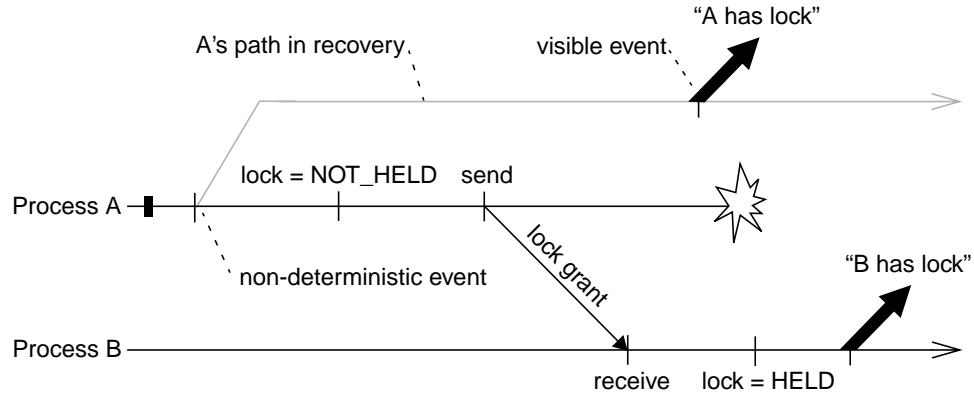 “A has lock”
A's path in recovery
visible event
lock = NOT_HELD
send
Process A
non-deterministic event
lock grant
“B has lock”
Process B
receive
lock = HELD